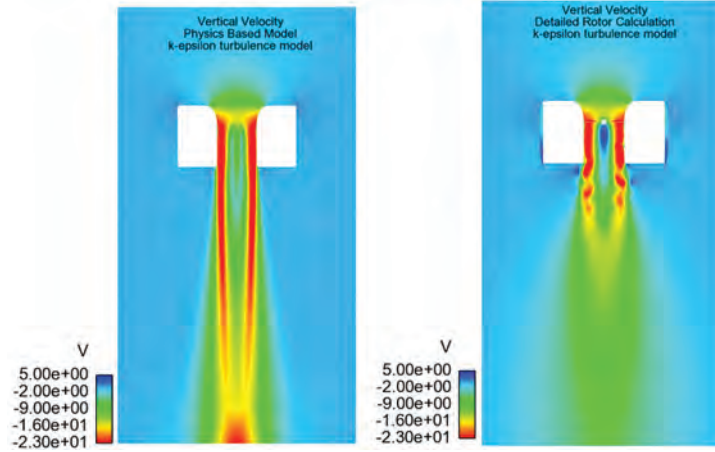 Vertical Velocity
Physics Based Model
k-epsilon turbulence model
V
5.00e+00
-2.00e+00
-9.00e+00
-1.60e+01
-2.30e+01
Vertical Velocity
Detailed Rotor Calculation
k-epsilon turbulence model
V
5.00e+00
-2.00e+00
-9.00e+00
-1.60e+01
-2.30e+01